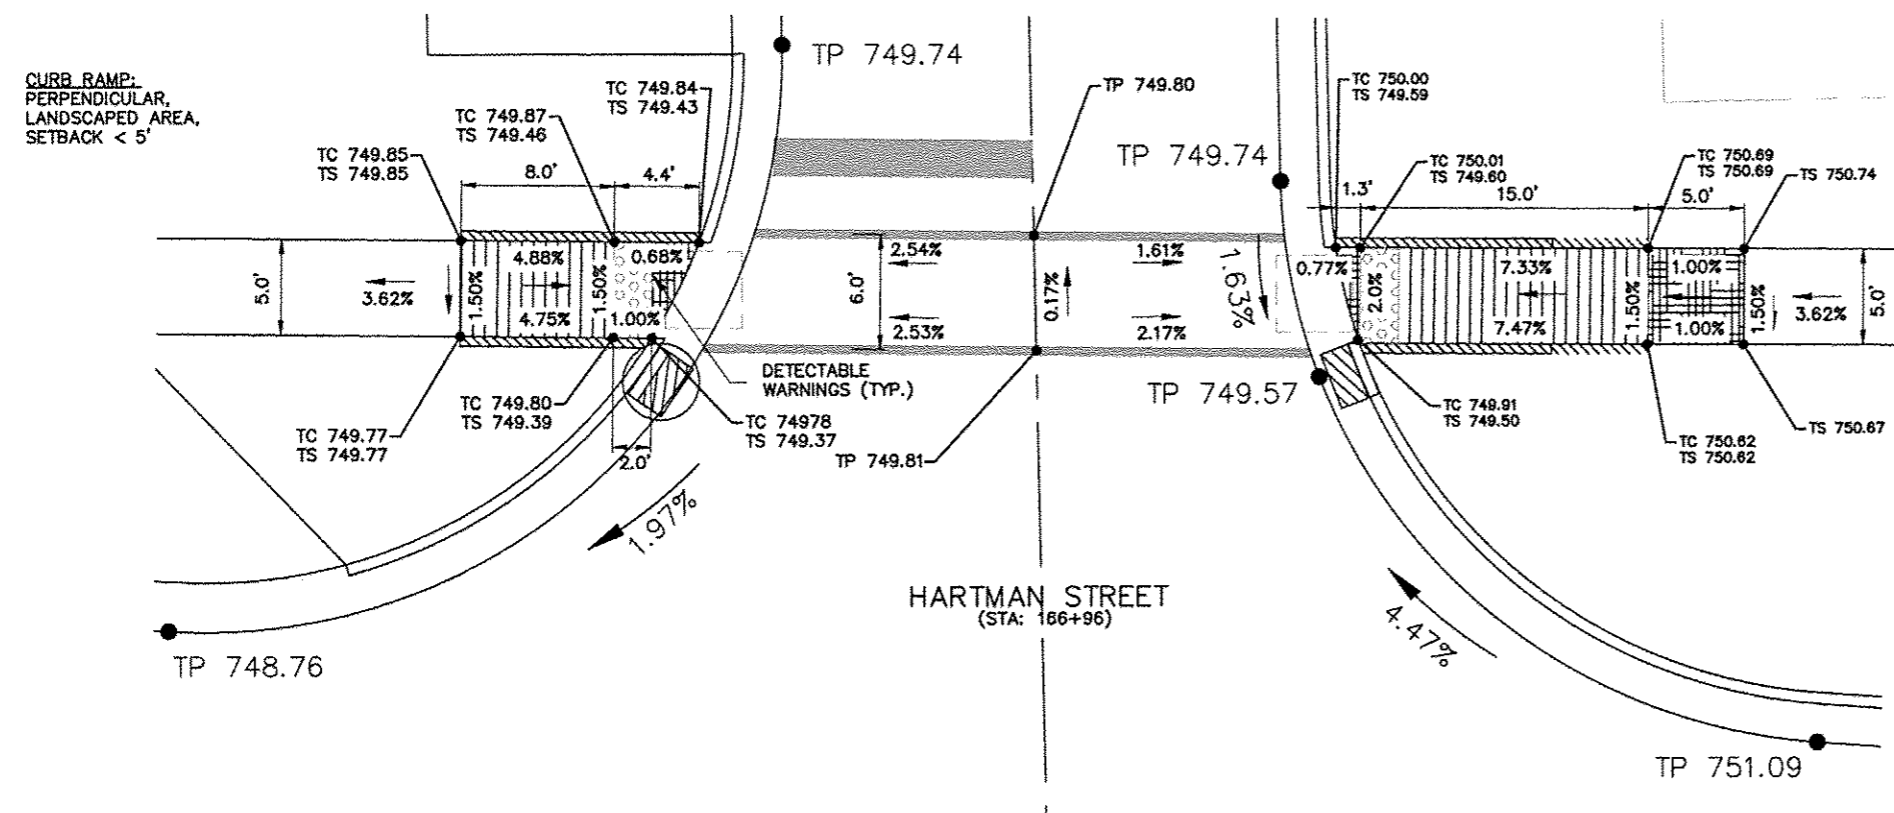 CURB RAMP:
PERPENDICULAR,
LANDSCAPED AREA,
SETBACK < 5'
TP 749.74
TC 749.84
TS 749.43
TC 749.87
TS 749.46
TC 749.85
TS 749.85
8.0'
4.4'
TP 749.80
TP 749.74
TC 750.00
TS 749.59
TC 750.01
TS 749.60
TC 750.69
TS 750.69
TS 750.74
1.3'
15.0'
5.0'
5.0'
3.62%
1.50%
4.88%
4.75%
1.50%
0.68%
1.00%
6.0'
2.54%
2.53%
0.17%
1.61%
2.17%
1.63%
0.77%
2.0%
7.33%
7.47%
1.50%
1.00%
1.00%
1.50%
3.62%
5.0'
DETECTABLE
WARNINGS (TYP.)
TC 749.77
TS 749.77
TC 749.80
TS 749.39
2.0'
TC 74978
TS 749.37
TP 749.81
TP 749.57
TC 749.91
TS 749.50
TC 750.62
TS 750.62
TS 750.67
1.97%
HARTMAN STREET
(STA: 166+96)
4.47%
TP 748.76
TP 751.09